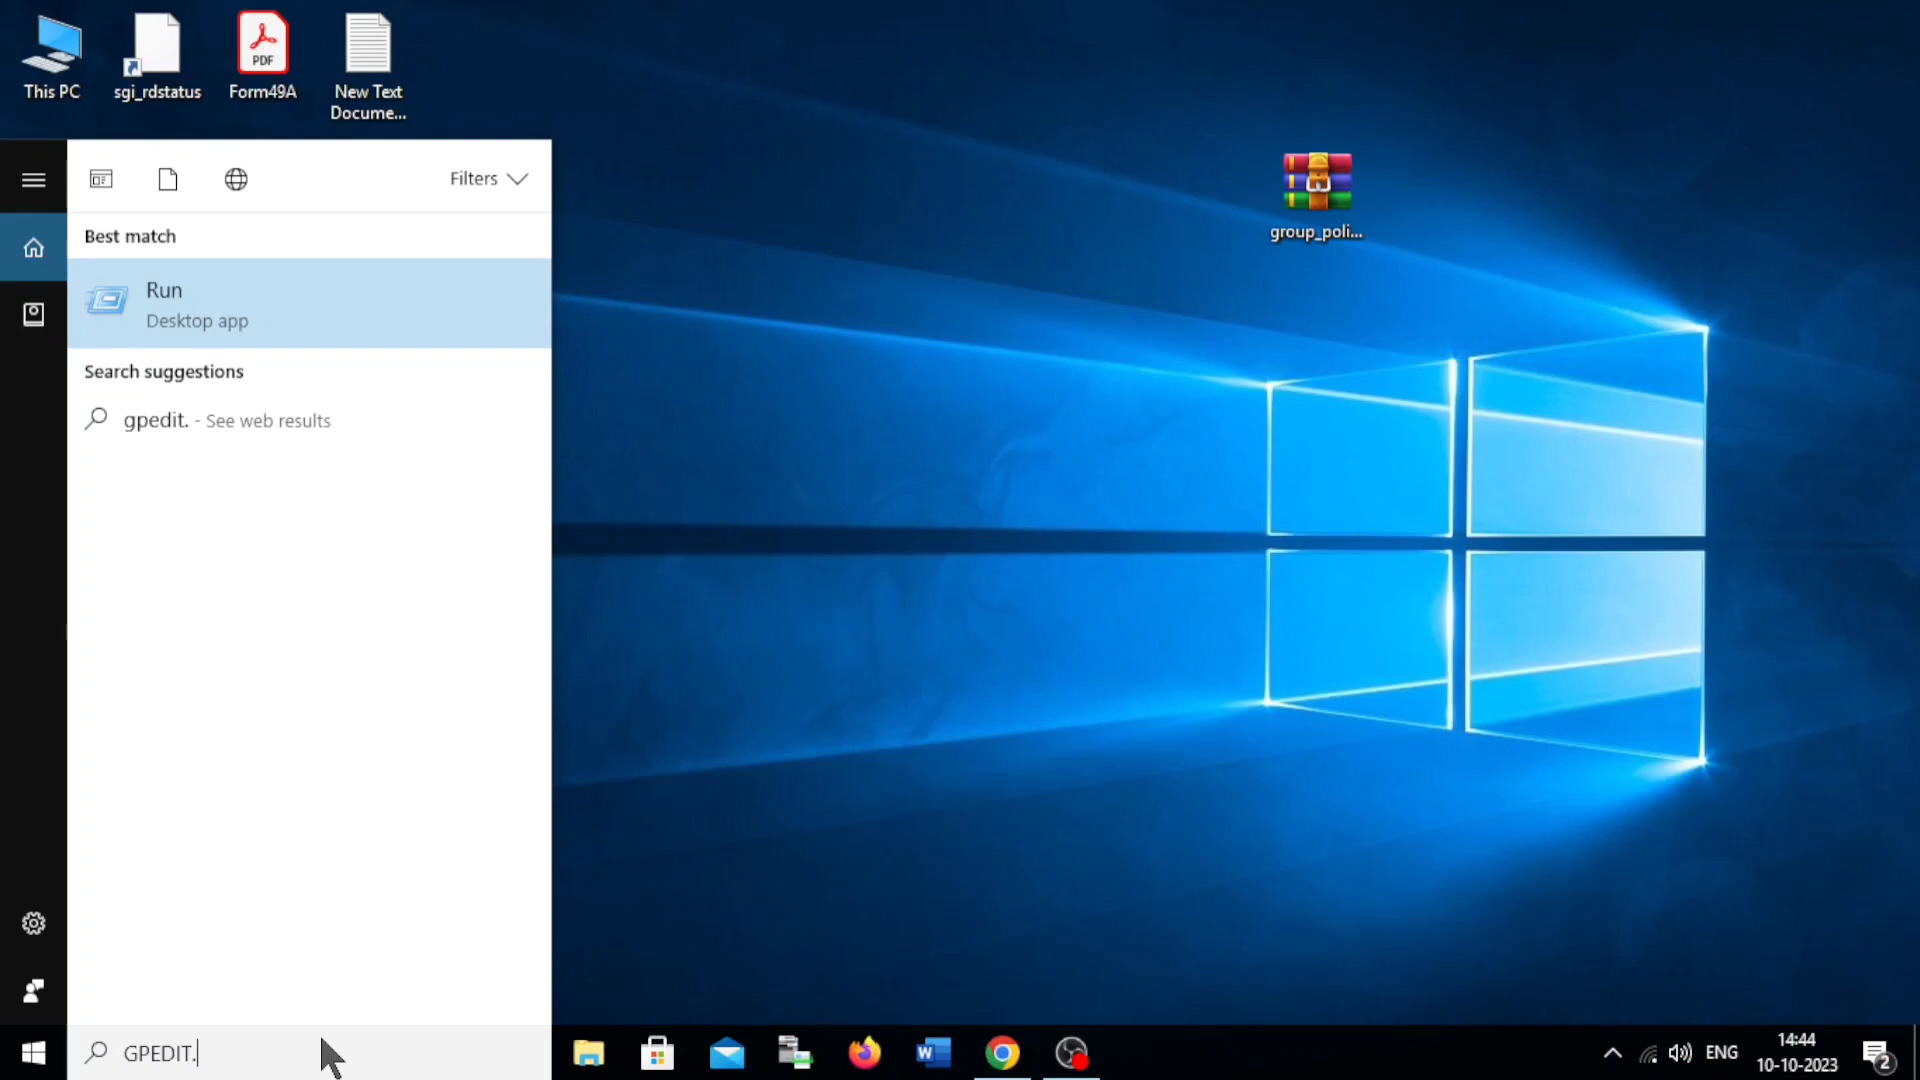 This PC
sgi_rdstatus
PDF
Form49A
New Text
Docume...
group_poli...
Filters
Best match
Run
Desktop app
Search suggestions
gpedit. - See web results
GPEDIT.
W
ENG
14:44
10-10-2023
2